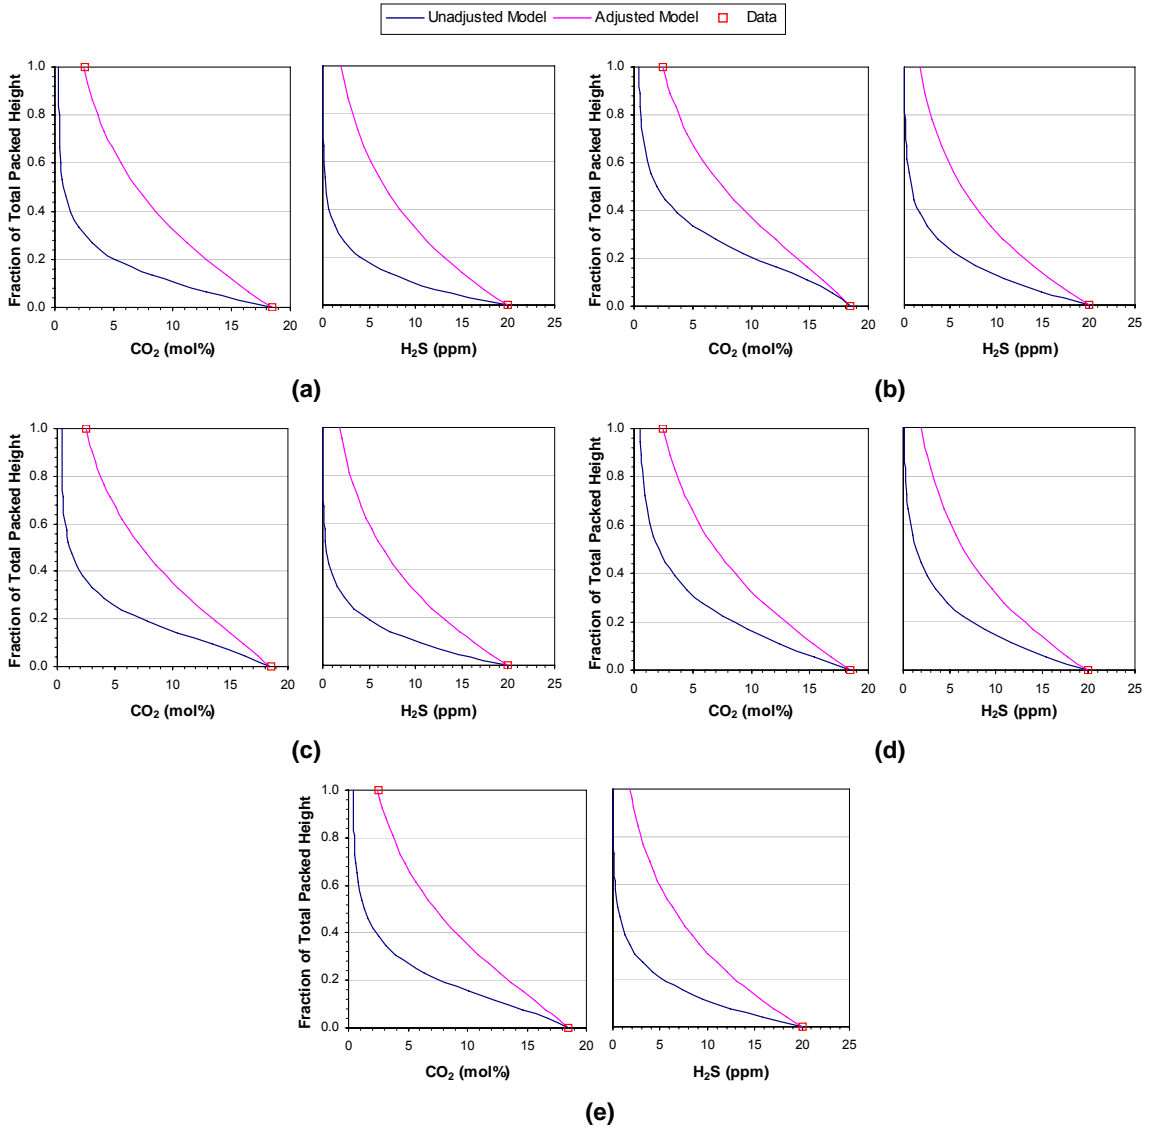 Unadjusted Model Adjusted Model Data
Fraction of Total Packed Height
1.0
0.8
0.6
0.4
0.2
0.0
0 5 10 15 20
CO₂ (mol%)
0 5 10 15 20 25
H₂S (ppm)
(a)
Fraction of Total Packed Height
1.0
0.8
0.6
0.4
0.2
0.0
0 5 10 15 20
CO₂ (mol%)
0 5 10 15 20 25
H₂S (ppm)
(b)
Fraction of Total Packed Height
1.0
0.8
0.6
0.4
0.2
0.0
0 5 10 15 20
CO₂ (mol%)
0 5 10 15 20 25
H₂S (ppm)
(c)
Fraction of Total Packed Height
1.0
0.8
0.6
0.4
0.2
0.0
0 5 10 15 20
CO₂ (mol%)
0 5 10 15 20 25
H₂S (ppm)
(d)
Fraction of Total Packed Height
1.0
0.8
0.6
0.4
0.2
0.0
0 5 10 15 20
CO₂ (mol%)
0 5 10 15 20 25
H₂S (ppm)
(e)